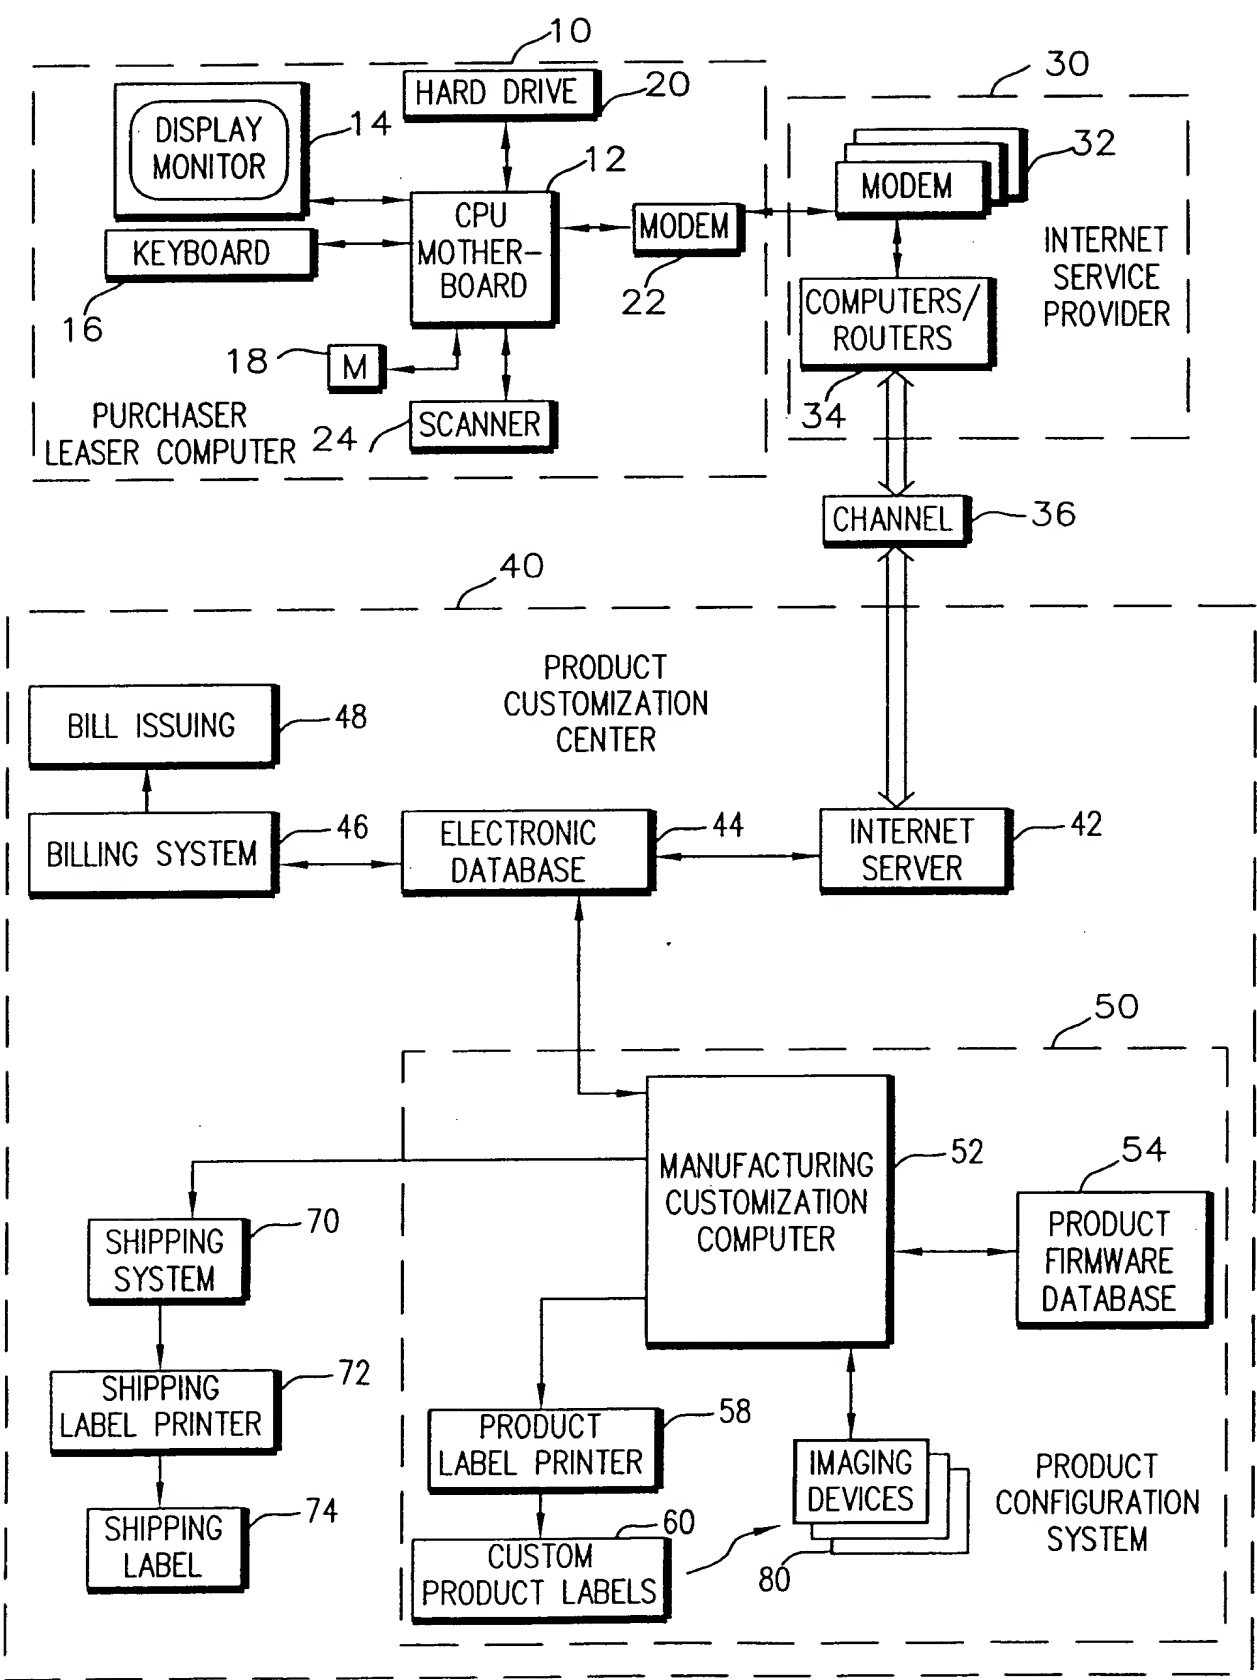 10
HARD DRIVE
20
DISPLAY
MONITOR
14
12
CPU
MOTHER-
BOARD
KEYBOARD
16
MODEM
22
18
M
SCANNER
24
PURCHASER
LEASER COMPUTER
30
MODEM
32
COMPUTERS/
ROUTERS
34
INTERNET
SERVICE
PROVIDER
CHANNEL
36
40
PRODUCT
CUSTOMIZATION
CENTER
BILL ISSUING
48
BILLING SYSTEM
46
ELECTRONIC
DATABASE
44
INTERNET
SERVER
42
50
MANUFACTURING
CUSTOMIZATION
COMPUTER
52
54
PRODUCT
FIRMWARE
DATABASE
SHIPPING
SYSTEM
70
SHIPPING
LABEL PRINTER
72
SHIPPING
LABEL
74
PRODUCT
LABEL PRINTER
58
60
CUSTOM
PRODUCT LABELS
IMAGING
DEVICES
80
PRODUCT
CONFIGURATION
SYSTEM